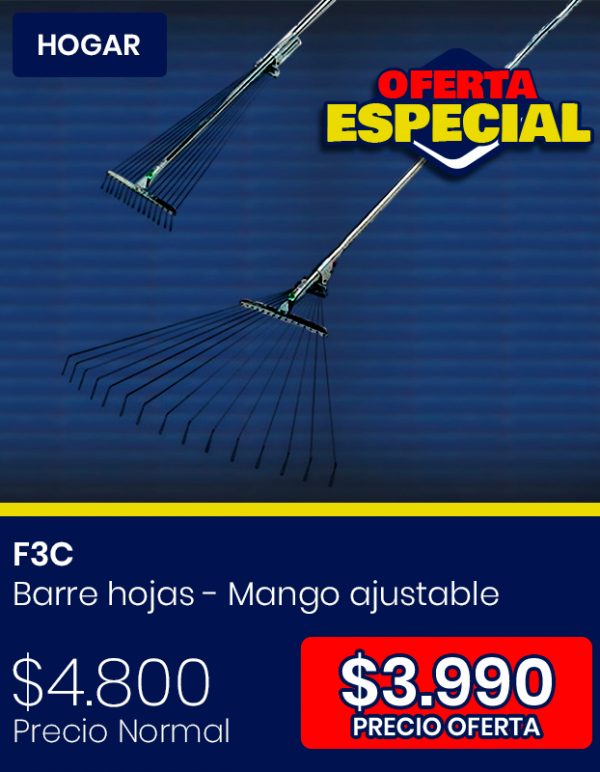 HOGAR
OFERTA
ESPECIAL
F3C
Barre hojas - Mango ajustable
$4.800
Precio Normal
$3.990
PRECIO OFERTA